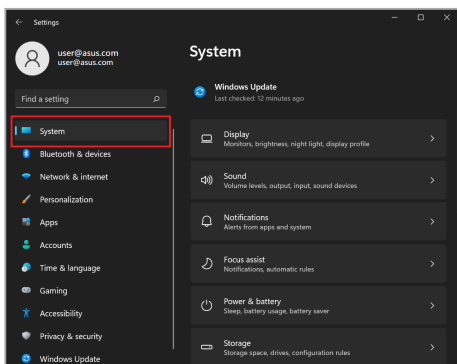 Settings
user@asus.com
user@asus.com
Find a setting
System
Bluetooth & devices
Network & internet
Personalization
Apps
Accounts
Time & language
Gaming
Accessibility
Privacy & security
Windows Update
System
Windows Update
Last checked: 12 minutes ago
Display
Monitors, brightness, night light, display profile
Sound
Volume levels, output, input, sound devices
Notifications
Alerts from apps and system
Focus assist
Notifications, automatic rules
Power & battery
Sleep, battery usage, battery saver
Storage
Storage space, drives, configuration rules